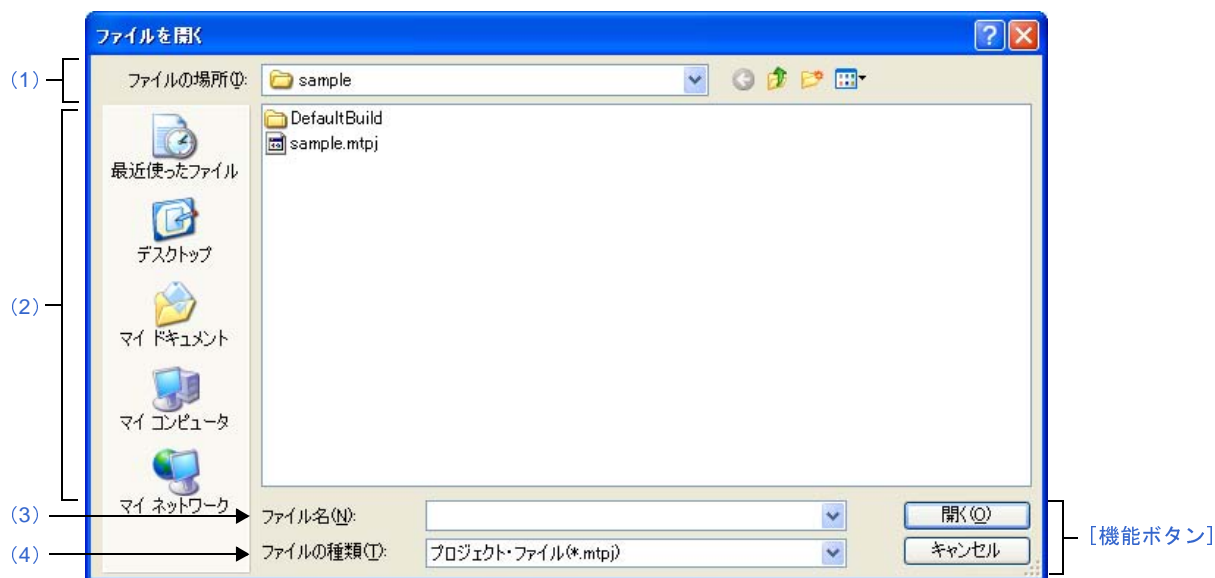 ファイルを開く
(1)
ファイルの場所(I):
sample
DefaultBuild
sample.mtpj
最近使ったファイル
デスクトップ
(2)
マイ ドキュメント
マイ コンピュータ
マイ ネットワーク
(3)
ファイル名(N):
開く(O)
(4)
ファイルの種類(T):
プロジェクト・ファイル(*.mtpj)
キャンセル
[機能ボタン]